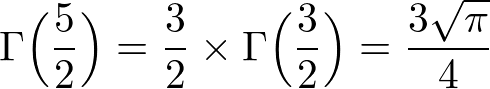 Γ(5/2) = 3/2 × Γ(3/2) = 3√π/4